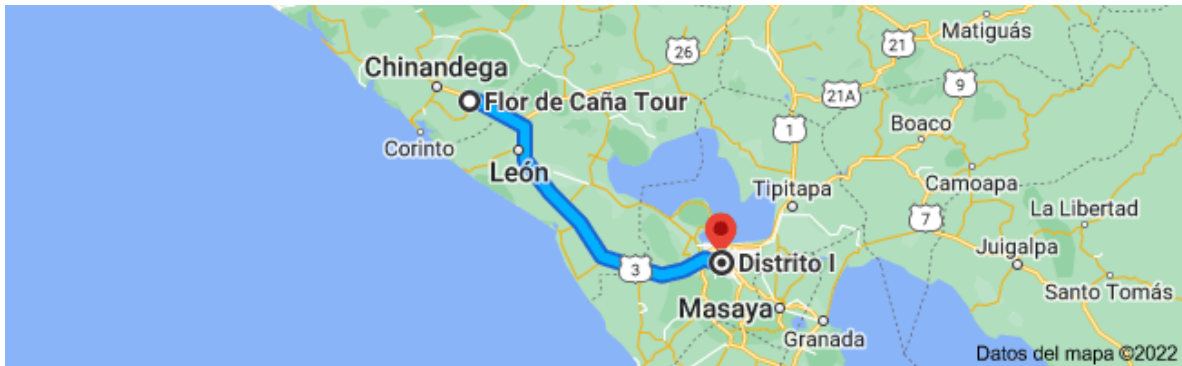 Matiguás
26
21
Chinandega
9
21A
Flor de Caña Tour
1
Boaco
Corinto
León
Tipitapa
Camoapa
7
La Libertad
Juigalpa
3
Distrito I
Santo Tomás
Masaya
Granada
Datos del mapa ©2022